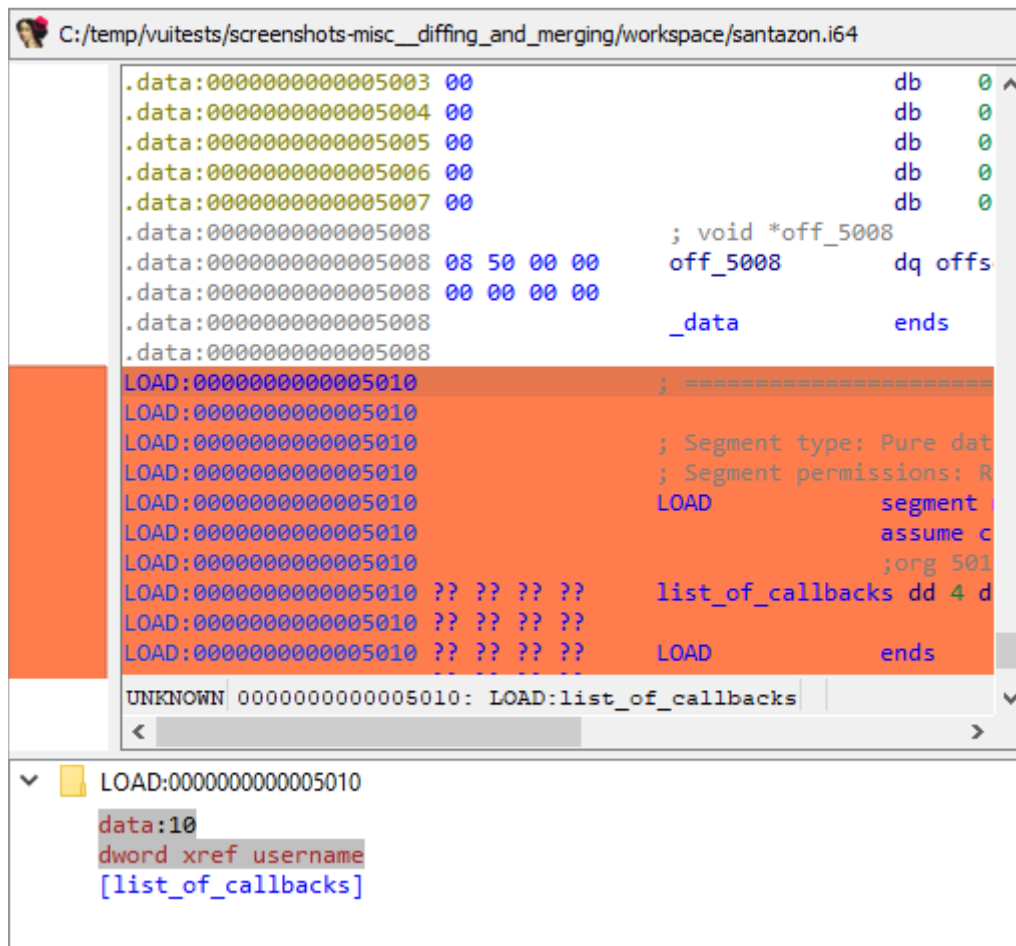 C:/temp/vuitests/screenshots-misc__diffing_and_merging/workspace/santazon.i64
.data:0000000000005003 00 db 0
.data:0000000000005004 00 db 0
.data:0000000000005005 00 db 0
.data:0000000000005006 00 db 0
.data:0000000000005007 00 db 0
.data:0000000000005008 ; void *off_5008
.data:0000000000005008 08 50 00 00 off_5008 dq offs
.data:0000000000005008 00 00 00 00
.data:0000000000005008 _data ends
.data:0000000000005008
LOAD:0000000000005010 ; ======================
LOAD:0000000000005010
LOAD:0000000000005010 ; Segment type: Pure dat
LOAD:0000000000005010 ; Segment permissions: R
LOAD:0000000000005010 LOAD segment
LOAD:0000000000005010 assume c
LOAD:0000000000005010 ;org 501
LOAD:0000000000005010 ?? ?? ?? ?? list_of_callbacks dd 4 d
LOAD:0000000000005010 ?? ?? ?? ??
LOAD:0000000000005010 ?? ?? ?? ?? LOAD ends
UNKNOWN 0000000000005010: LOAD:list_of_callbacks
LOAD:0000000000005010
data:10
dword xref username
[list_of_callbacks]